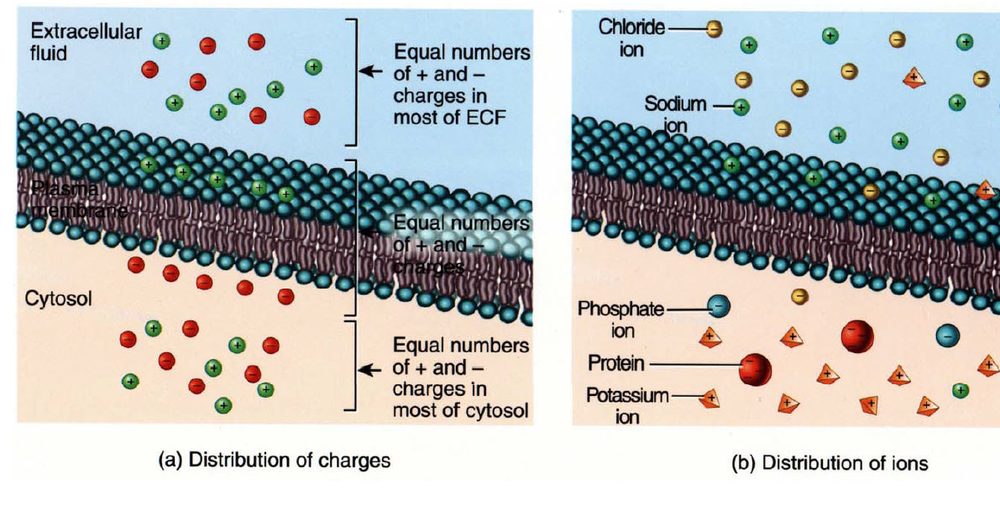 Extracellular
fluid
Equal numbers
of + and –
charges in
most of ECF
Plasma
membrane
Equal numbers
of + and –
charges
Cytosol
Equal numbers
of + and –
charges in
most of cytosol
(a) Distribution of charges
Chloride
ion
Sodium
ion
Phosphate
ion
Protein
Potassium
ion
(b) Distribution of ions